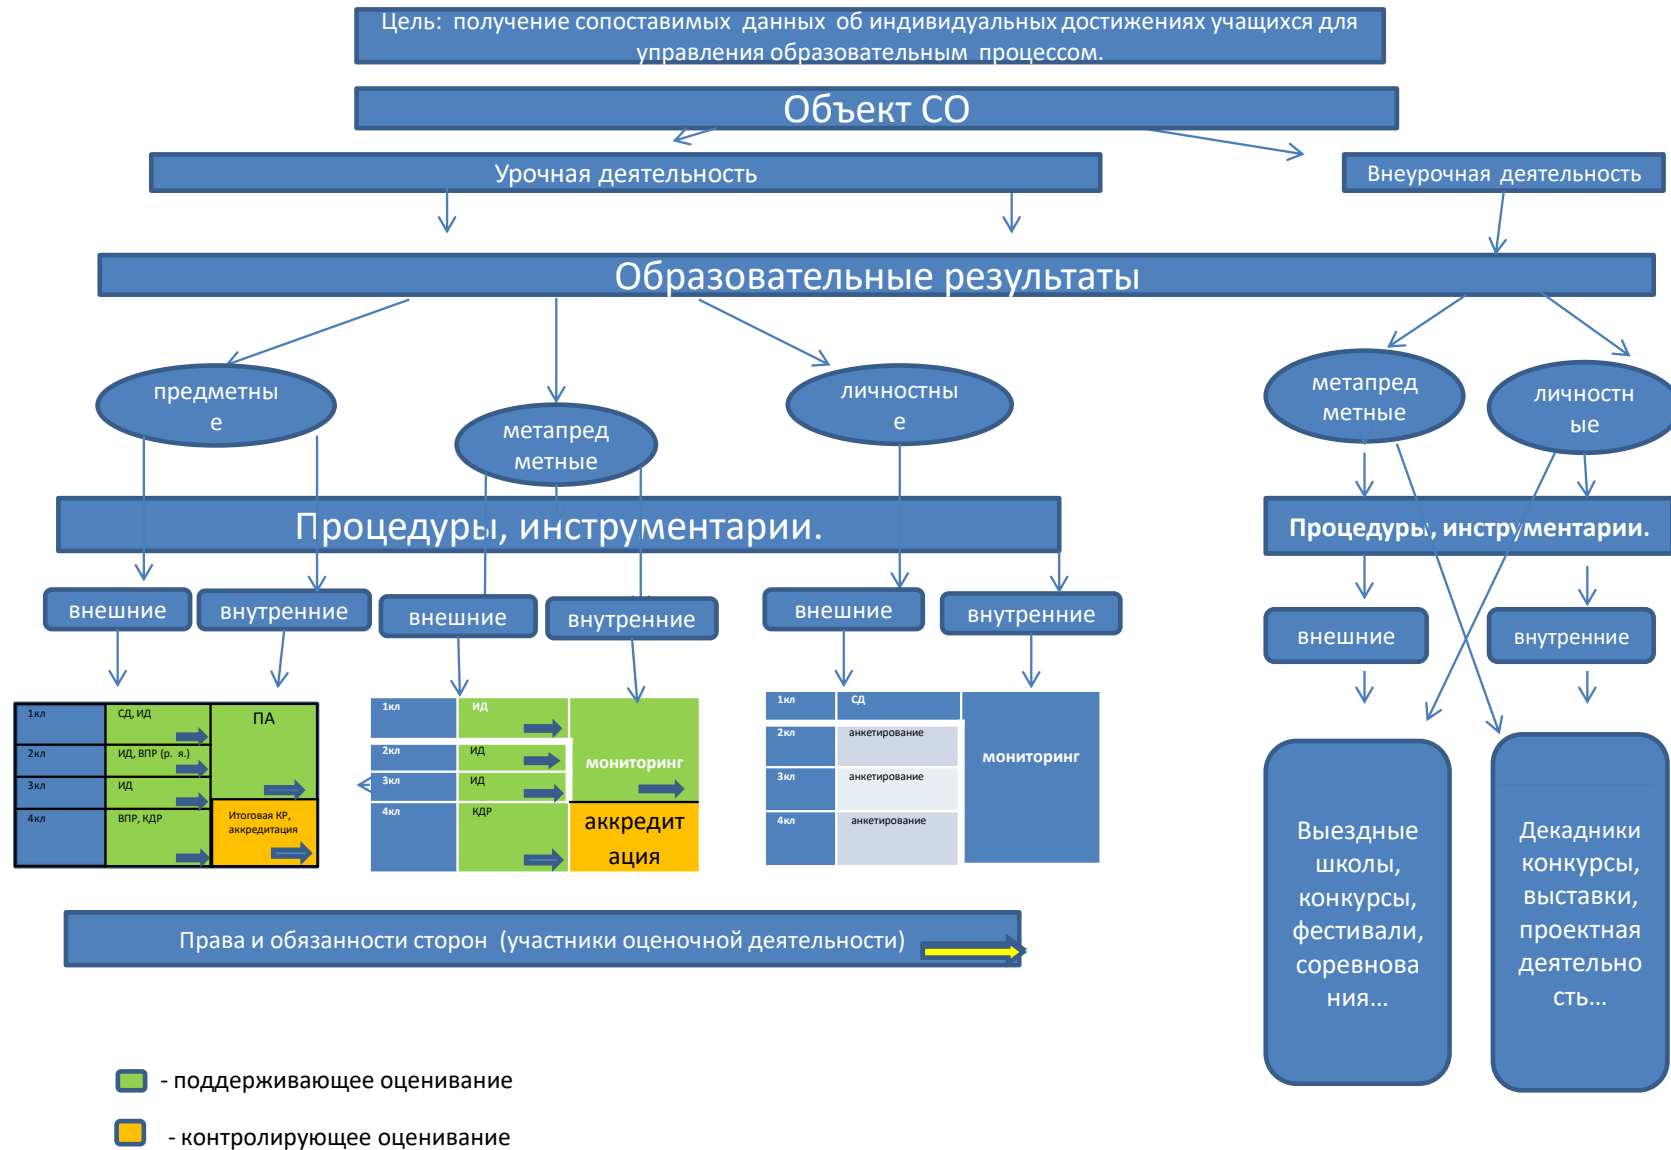 Цель: получение сопоставимых данных об индивидуальных достижениях учащихся для
управления образовательным процессом.
Объект СО
Урочная деятельность
Внеурочная деятельность
Образовательные результаты
предметны
е
метапред
метные
личностны
е
метапред
метные
личностн
ые
Процедуры, инструментарии.
Процедуры, инструментарии.
внешние
внутренние
внешние
внутренние
внешние
внутренние
внешние
внутренние
1кл
СД, ИД
ПА
2кл
ИД, ВПР (р. я.)
3кл
ИД
4кл
ВПР, КДР
Итоговая КР,
аккредитация
1кл
ИД
мониторинг
2кл
ИД
3кл
ИД
4кл
КДР
аккредит
ация
1кл
СД
мониторинг
2кл
анкетирование
3кл
анкетирование
4кл
анкетирование
Выездные
школы,
конкурсы,
фестивали,
соревнова
ния...
Декадники
конкурсы,
выставки,
проектная
деятельно
сть...
Права и обязанности сторон (участники оценочной деятельности)
- поддерживающее оценивание
- контролирующее оценивание